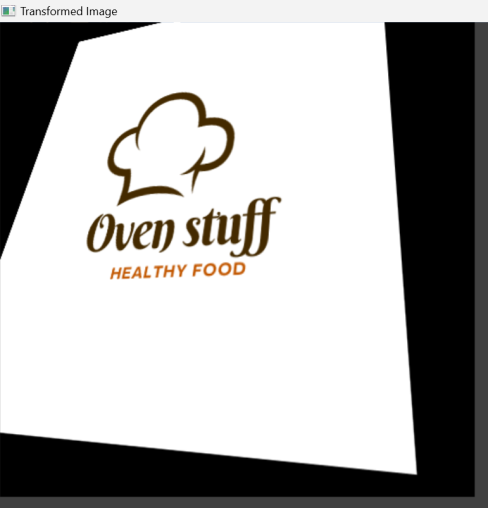 Transformed Image
Oven stuff
HEALTHY FOOD